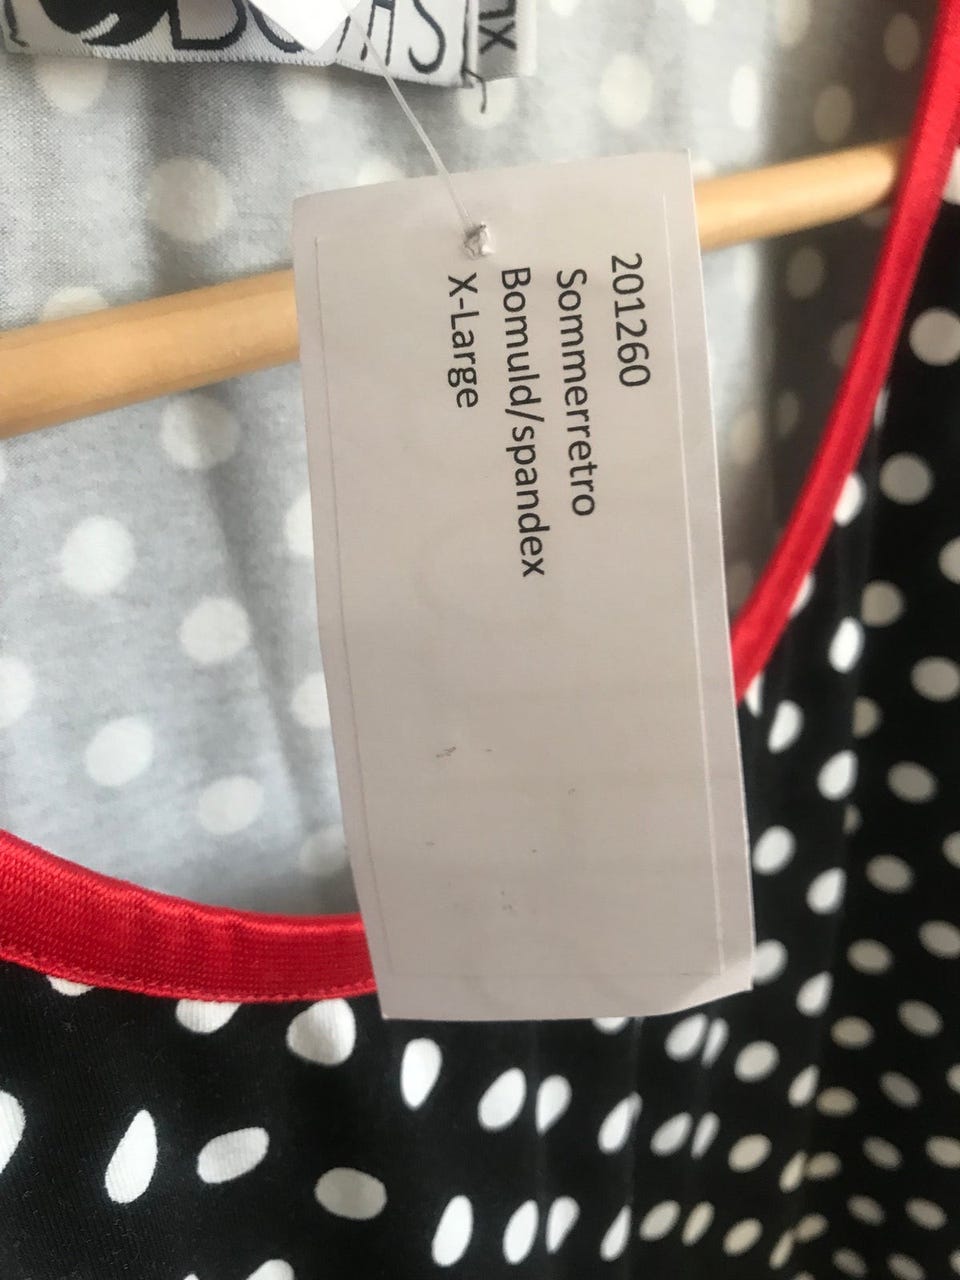 201260
Sommerretro
Bomuld/spandex
X-Large